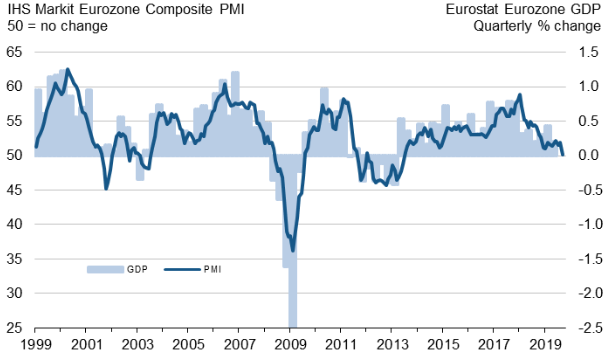 IHS Markit Eurozone Composite PMI
50 = no change
Eurostat Eurozone GDP
Quarterly % change
65
60
55
50
45
40
35
30
25
1.5
1.0
0.5
0.0
-0.5
-1.0
-1.5
-2.0
-2.5
GDP
PMI
1999 2001 2003 2005 2007 2009 2011 2013 2015 2017 2019